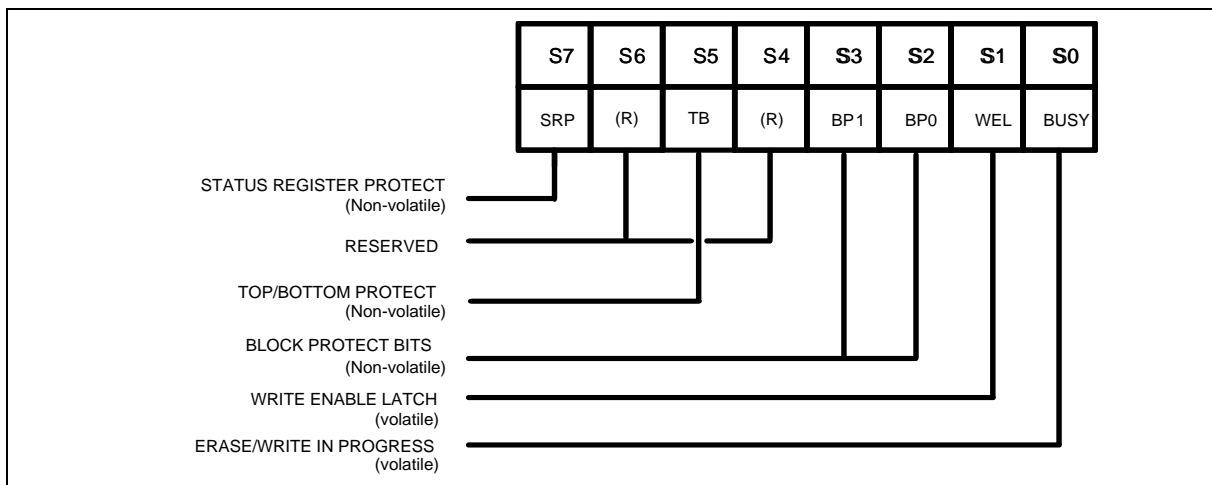 S7 S6 S5 S4 S3 S2 S1 S0
SRP (R) TB (R) BP1 BP0 WEL BUSY
STATUS REGISTER PROTECT
(Non-volatile)
RESERVED
TOP/BOTTOM PROTECT
(Non-volatile)
BLOCK PROTECT BITS
(Non-volatile)
WRITE ENABLE LATCH
(volatile)
ERASE/WRITE IN PROGRESS
(volatile)